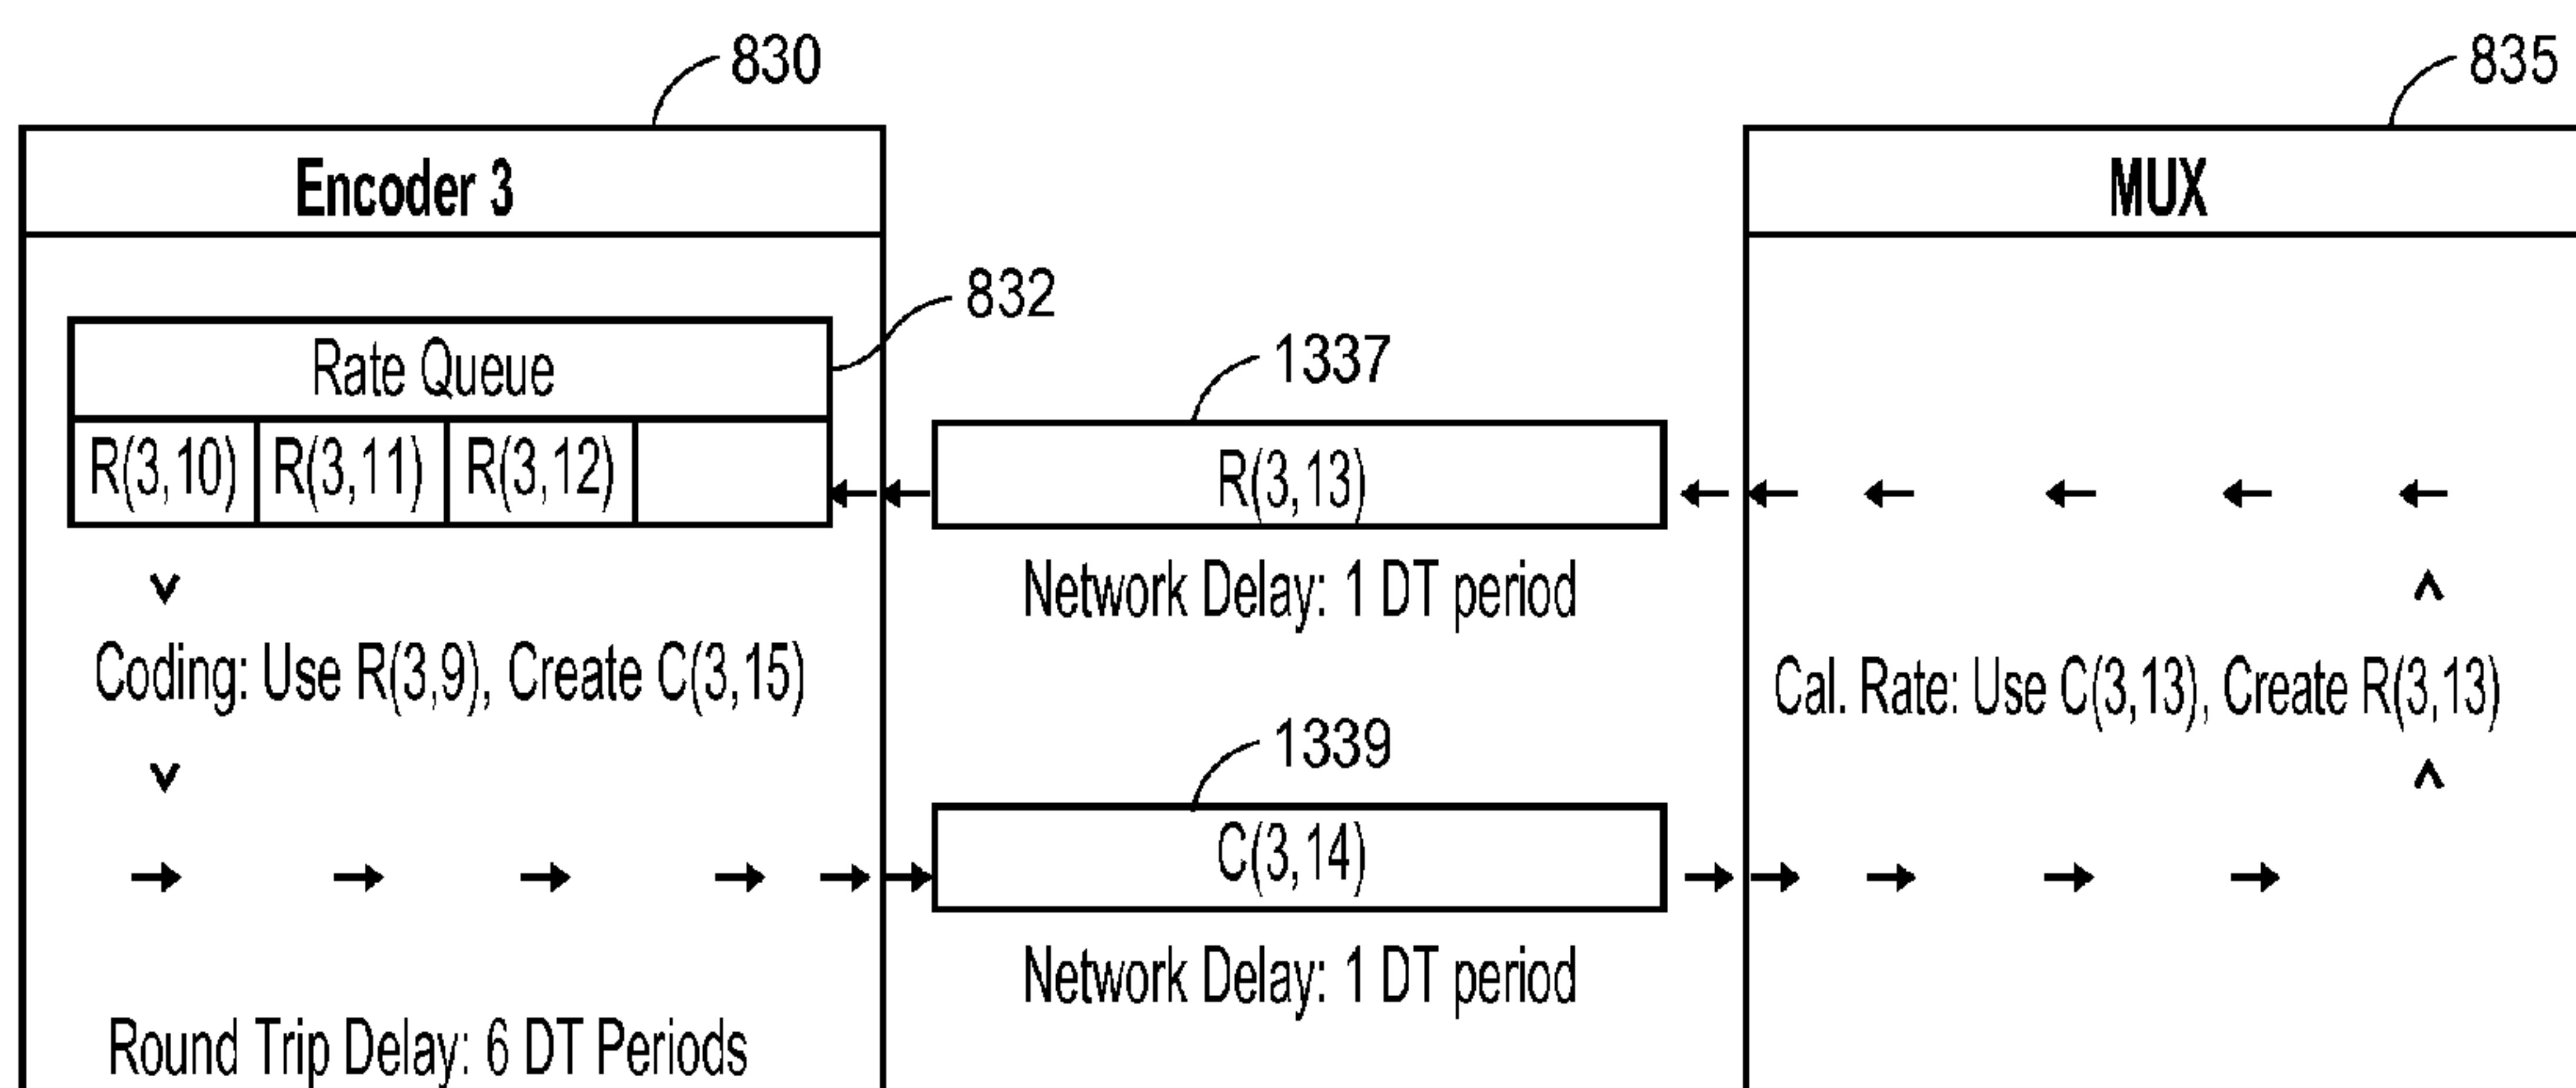 830
835
Encoder 3
MUX
832
Rate Queue
1337
R(3,10) R(3,11) R(3,12)
R(3,13)
Network Delay: 1 DT period
Coding: Use R(3,9), Create C(3,15)
Cal. Rate: Use C(3,13), Create R(3,13)
1339
C(3,14)
Network Delay: 1 DT period
Round Trip Delay: 6 DT Periods